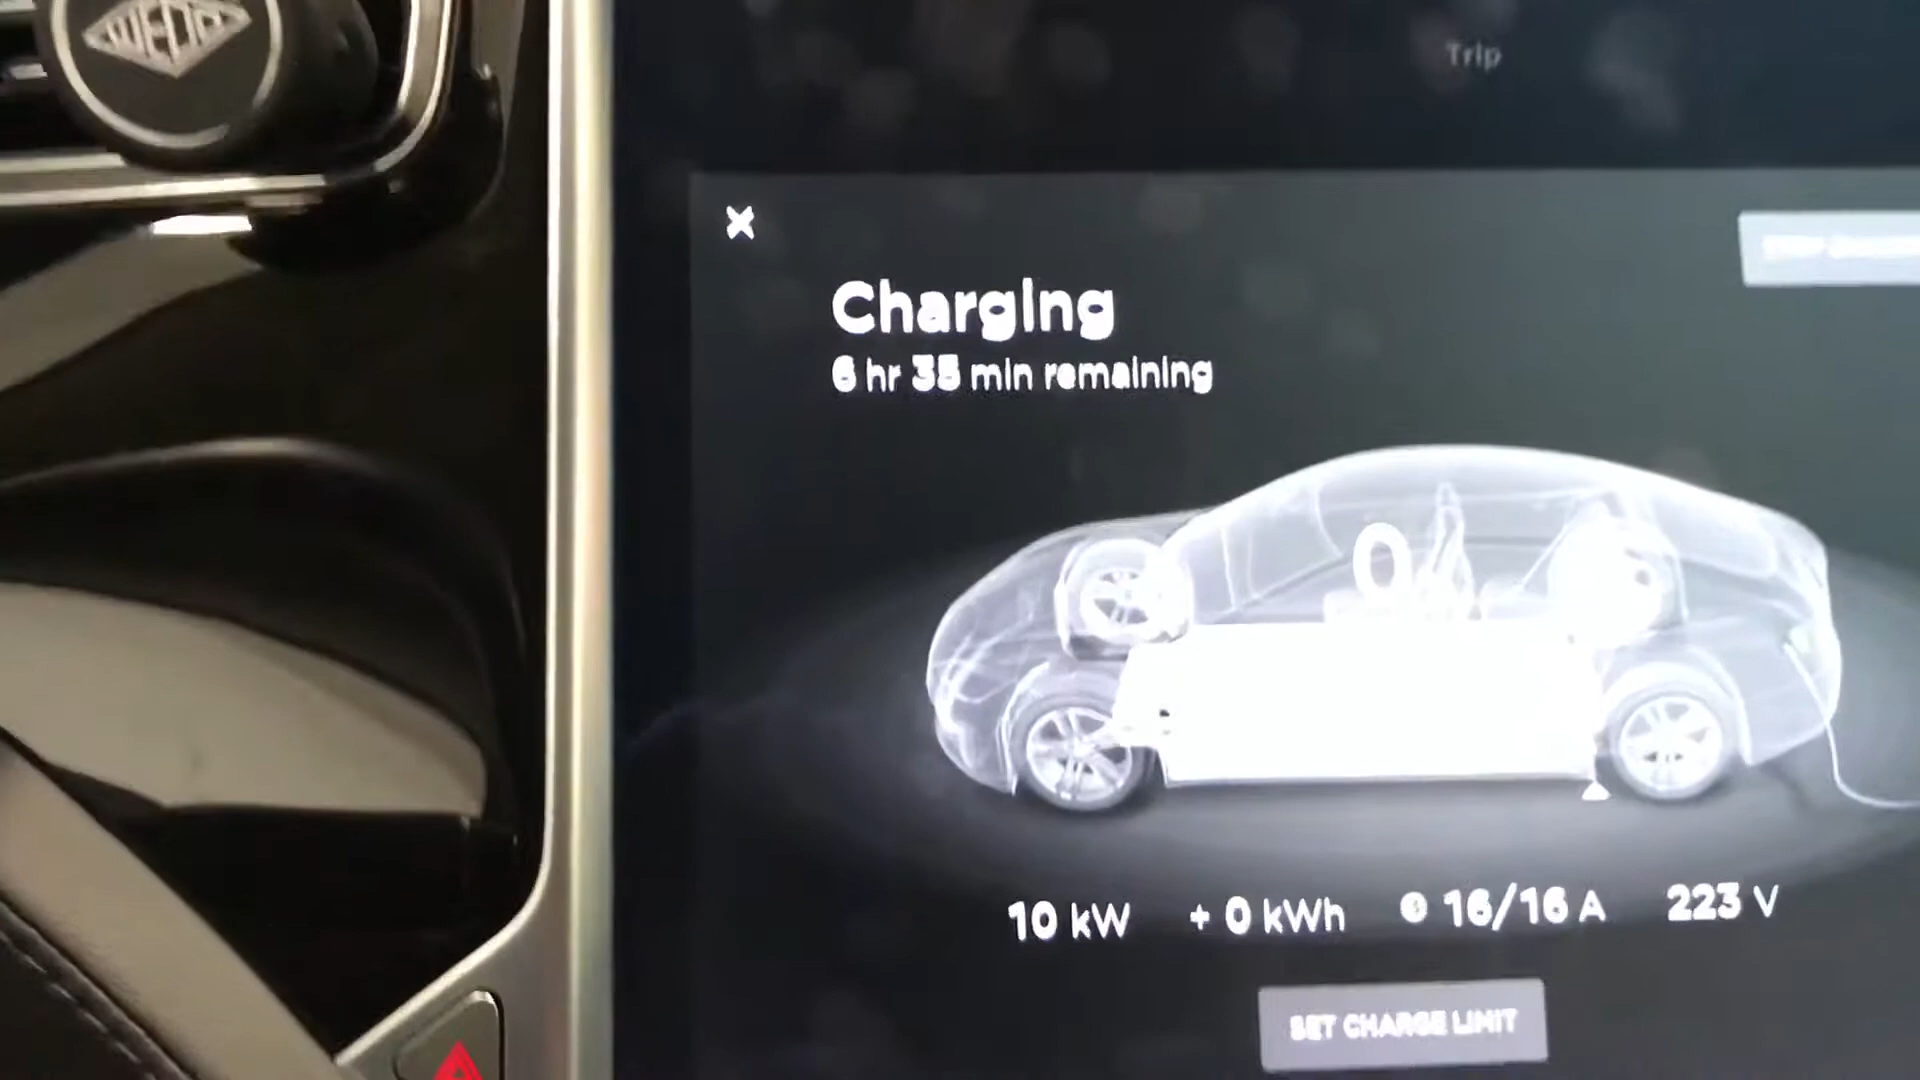 Trip
Charging
6 hr 35 min remaining
10 kW + 0 kWh 16/16 A 223 V
SET CHARGE LIMIT